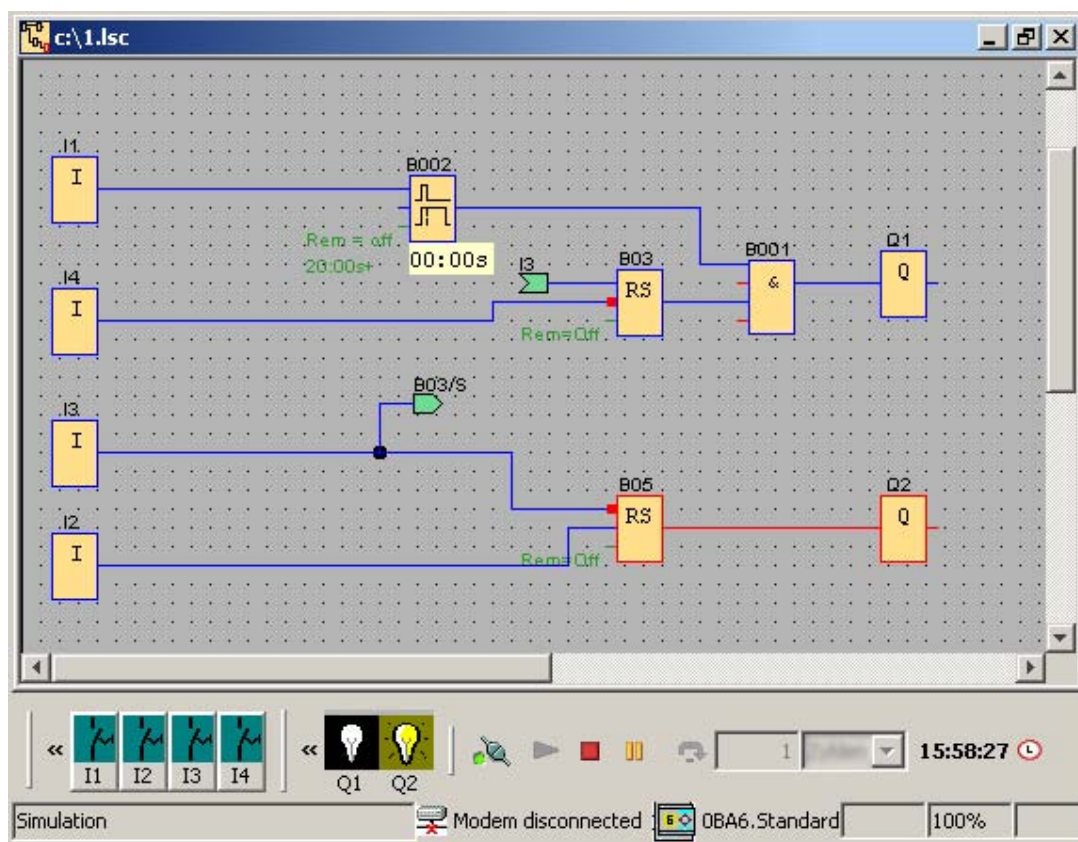 c:\1.lsc
I1
I
B002
Rem = off
20:00s+
00:00s
I3
B03
RS
Rem=Off
B001
&
Q1
Q
I4
I
B03/S
I3
I
B05
RS
Rem=Off
Q2
Q
I2
I
« I1 I2 I3 I4 « Q1 Q2 1 15:58:27
Simulation Modem disconnected 6 0BA6.Standard 100%